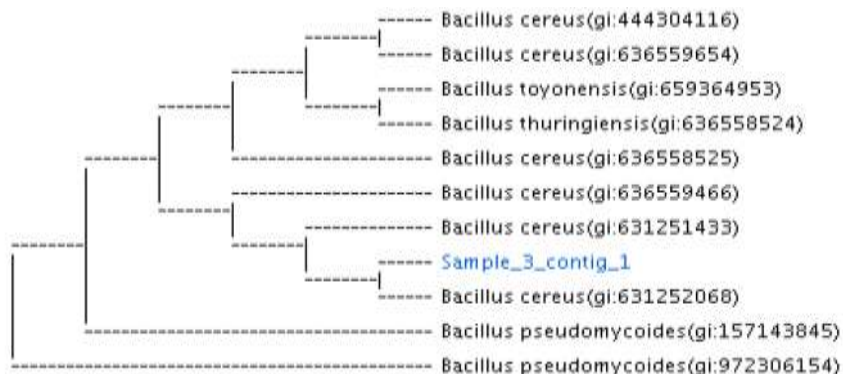 Bacillus cereus(gi:444304116)
Bacillus cereus(gi:636559654)
Bacillus toyonensis(gi:659364953)
Bacillus thuringiensis(gi:636558524)
Bacillus cereus(gi:636558525)
Bacillus cereus(gi:636559466)
Bacillus cereus(gi:631251433)
Sample_3_contig_1
Bacillus cereus(gi:631252068)
Bacillus pseudomycoides(gi:157143845)
Bacillus pseudomycoides(gi:972306154)